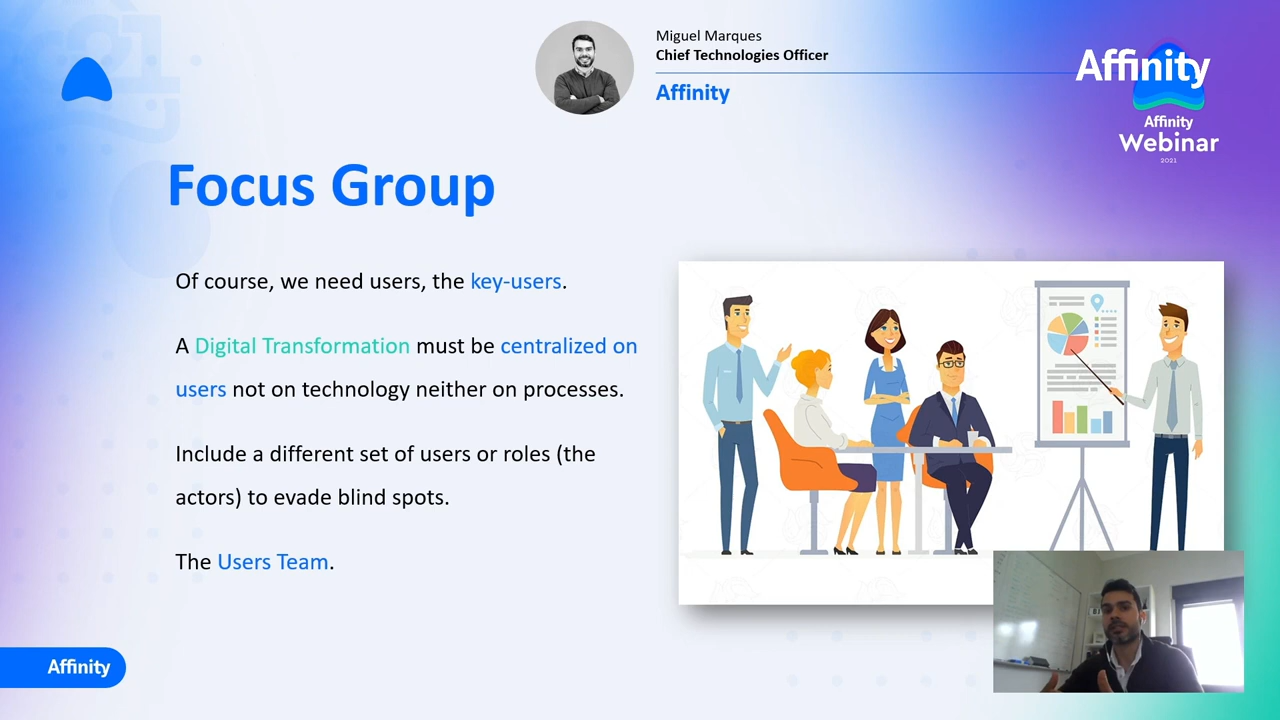 Miguel Marques
Chief Technologies Officer
Affinity
Affinity
Affinity
Webinar
2021
Focus Group
Of course, we need users, the key-users.
A Digital Transformation must be centralized on
users not on technology neither on processes.
Include a different set of users or roles (the
actors) to evade blind spots.
The Users Team.
Affinity